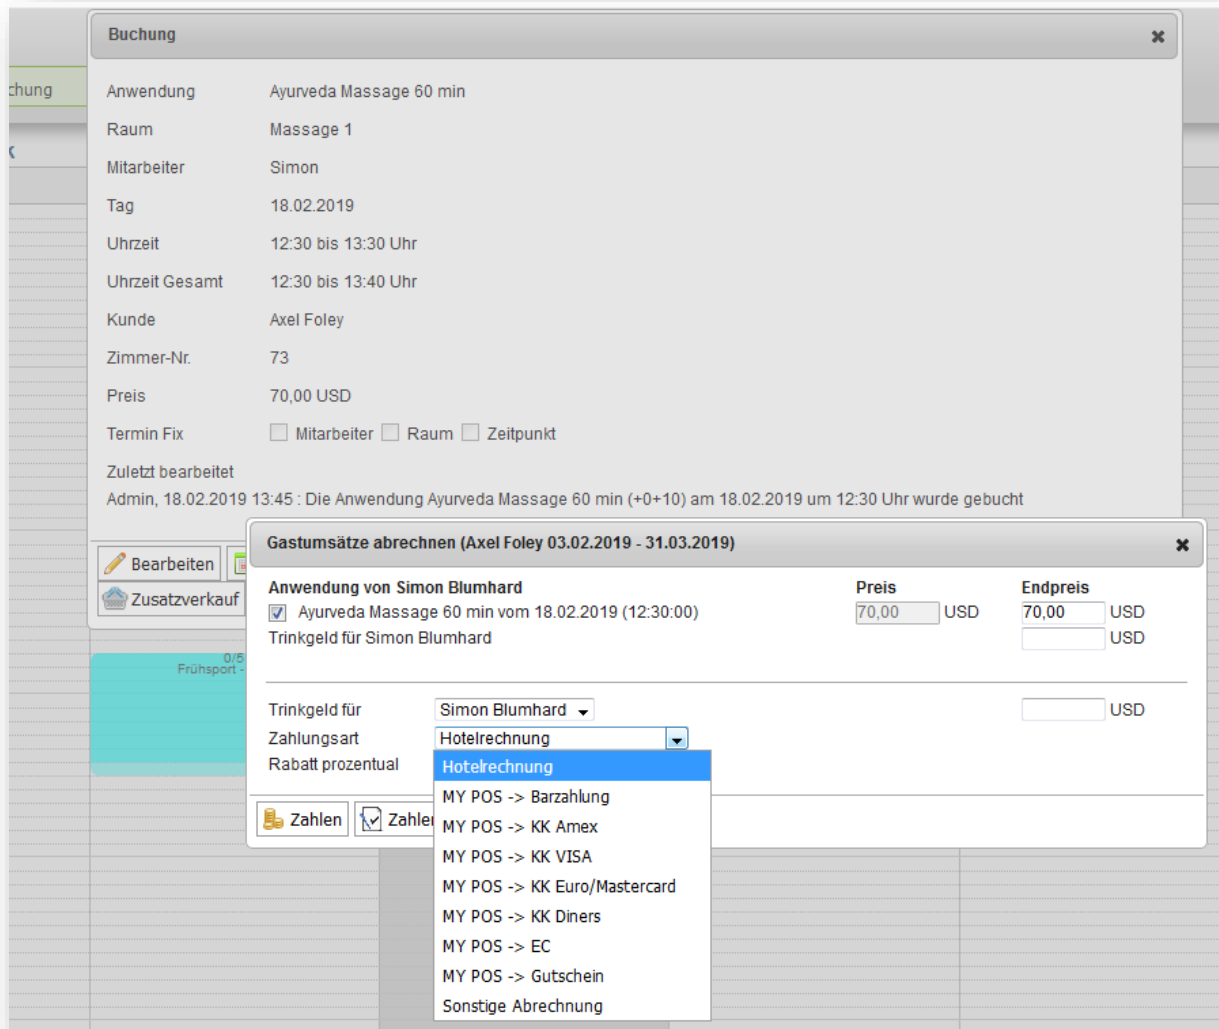 Buchung
chung
k
Anwendung Ayurveda Massage 60 min
Raum Massage 1
Mitarbeiter Simon
Tag 18.02.2019
Uhrzeit 12:30 bis 13:30 Uhr
Uhrzeit Gesamt 12:30 bis 13:40 Uhr
Kunde Axel Foley
Zimmer-Nr. 73
Preis 70,00 USD
Termin Fix Mitarbeiter Raum Zeitpunkt
Zuletzt bearbeitet
Admin, 18.02.2019 13:45 : Die Anwendung Ayurveda Massage 60 min (+0+10) am 18.02.2019 um 12:30 Uhr wurde gebucht
Bearbeiten
Zusatzverkauf
0/5
Frühsport -
Gastumsätze abrechnen (Axel Foley 03.02.2019 - 31.03.2019)
Anwendung von Simon Blumhard Preis Endpreis
Ayurveda Massage 60 min vom 18.02.2019 (12:30:00) 70,00 USD 70,00 USD
Trinkgeld für Simon Blumhard USD
Trinkgeld für Simon Blumhard USD
Zahlungsart Hotelrechnung
Rabatt prozentual
Zahlen Zahle
Hotelrechnung
MY POS -> Barzahlung
MY POS -> KK Amex
MY POS -> KK VISA
MY POS -> KK Euro/Mastercard
MY POS -> KK Diners
MY POS -> EC
MY POS -> Gutschein
Sonstige Abrechnung